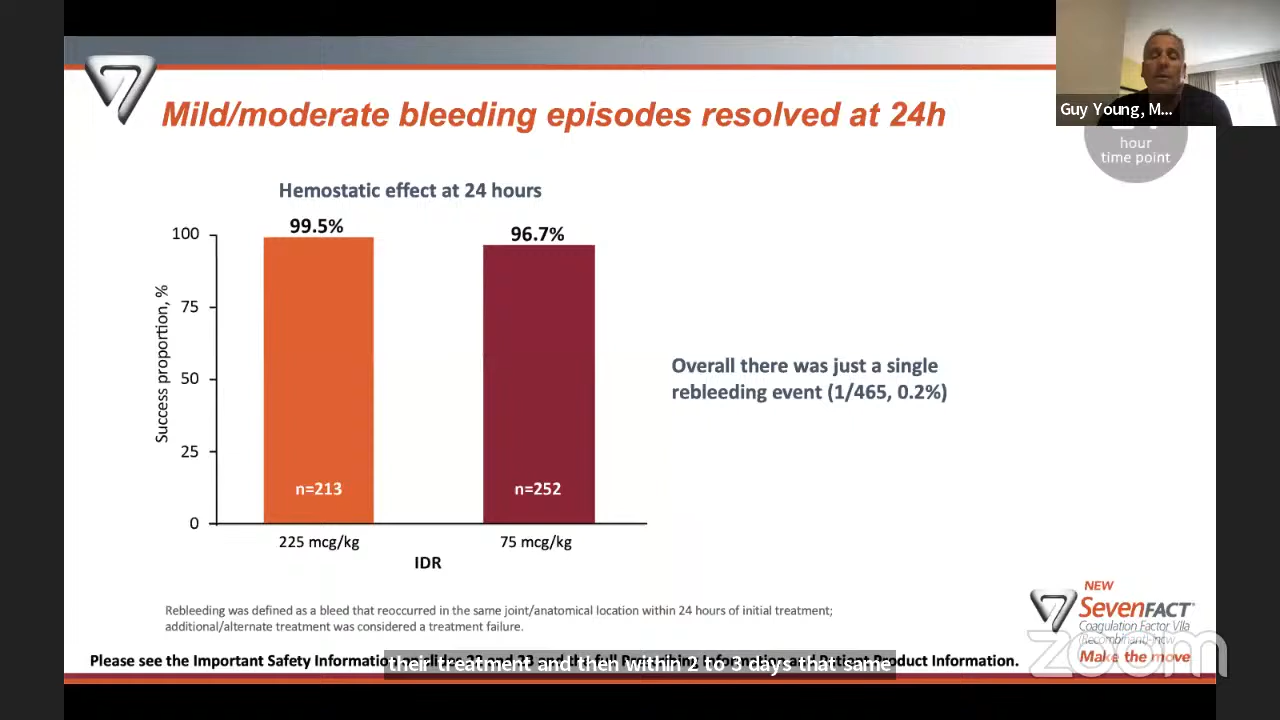 Guy Young, M...
hour
time point
Mild/moderate bleeding episodes resolved at 24h
Hemostatic effect at 24 hours
99.5%
96.7%
Success proportion, %
100
75
50
25
0
n=213
n=252
225 mcg/kg
75 mcg/kg
IDR
Overall there was just a single
rebleeding event (1/465, 0.2%)
Rebleeding was defined as a bleed that reoccurred in the same joint/anatomical location within 24 hours of initial treatment;
additional/alternate treatment was considered a treatment failure.
NEW
SEVENFACT®
Coagulation Factor VIIa
(Recombinant)-jncw
Make the move
zoom
Please see the Important Safety Information Product Information.
their treatment and then within 2 to 3 days that same